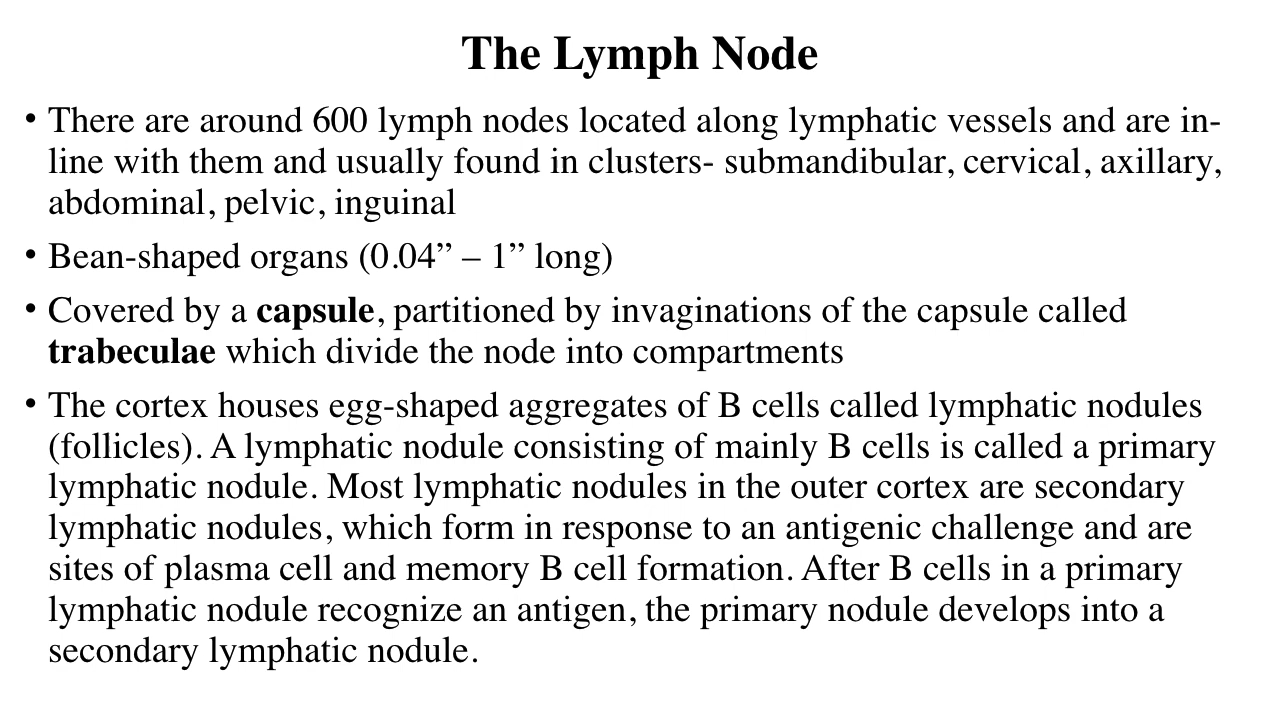 The Lymph Node
• There are around 600 lymph nodes located along lymphatic vessels and are in-
line with them and usually found in clusters- submandibular, cervical, axillary,
abdominal, pelvic, inguinal
• Bean-shaped organs (0.04” – 1” long)
• Covered by a capsule, partitioned by invaginations of the capsule called
trabeculae which divide the node into compartments
• The cortex houses egg-shaped aggregates of B cells called lymphatic nodules
(follicles). A lymphatic nodule consisting of mainly B cells is called a primary
lymphatic nodule. Most lymphatic nodules in the outer cortex are secondary
lymphatic nodules, which form in response to an antigenic challenge and are
sites of plasma cell and memory B cell formation. After B cells in a primary
lymphatic nodule recognize an antigen, the primary nodule develops into a
secondary lymphatic nodule.